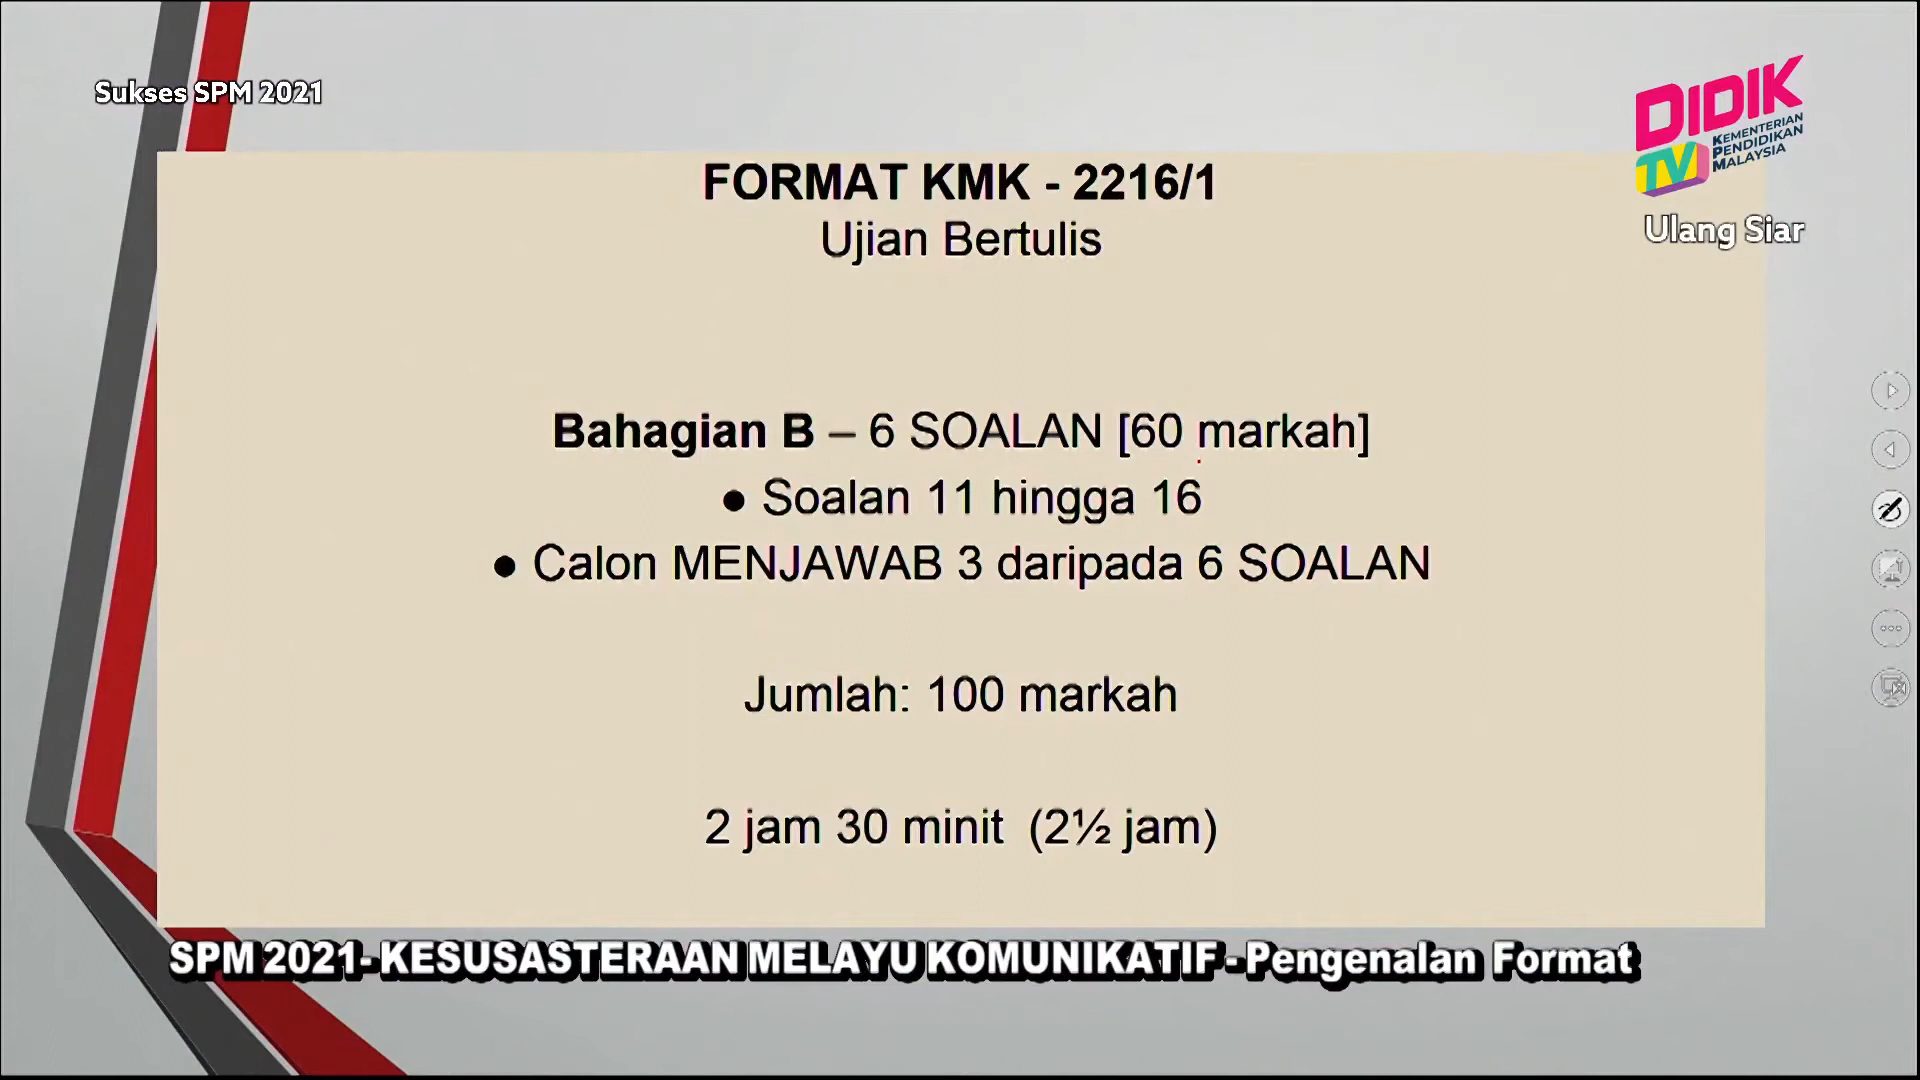 Sukses SPM 2021
DIDIK
TV
KEMENTERIAN
PENDIDIKAN
MALAYSIA
Ulang Siar
FORMAT KMK - 2216/1
Ujian Bertulis
Bahagian B – 6 SOALAN [60 markah]
● Soalan 11 hingga 16
● Calon MENJAWAB 3 daripada 6 SOALAN
Jumlah: 100 markah
2 jam 30 minit (2½ jam)
SPM 2021- KESUSASTERAAN MELAYU KOMUNIKATIF - Pengenalan Format